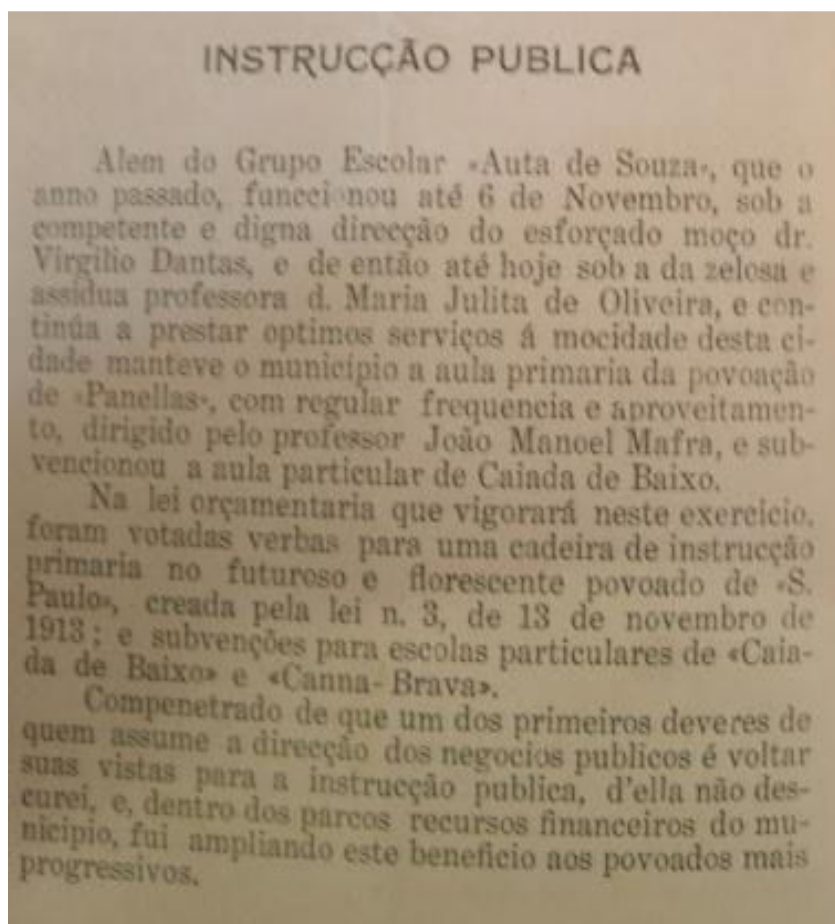 INSTRUCÇÃO PUBLICA
Alem do Grupo Escolar «Auta de Souza», que o
anno passado, funccionou até 6 de Novembro, sob a
competente e digna direcção do esforçado moço dr.
Virgilio Dantas, e de então até hoje sob a da zelosa e
assidua professora d. Maria Julita de Oliveira, e con-
tinúa a prestar optimos serviços á mocidade desta ci-
dade manteve o municipio a aula primaria da povoação
de «Panellas», com regular frequencia e aproveitamen-
to, dirigido pelo professor João Manoel Mafra, e sub-
vencionou a aula particular de Caiada de Baixo.
Na lei orçamentaria que vigorará neste exercicio,
foram votadas verbas para uma cadeira de instrucção
primaria no futuroso e florescente povoado de «S.
Paulo», creada pela lei n. 3, de 13 de novembro de
1913; e subvenções para escolas particulares de «Caia-
da de Baixo» e «Canna-Brava».
Compenetrado de que um dos primeiros deveres de
quem assume a direcção dos negocios publicos é voltar
suas vistas para a instrucção publica, d'ella não des-
curei, e, dentro dos parcos recursos financeiros do mu-
nicipio, fui ampliando este beneficio aos povoados mais
progressivos.